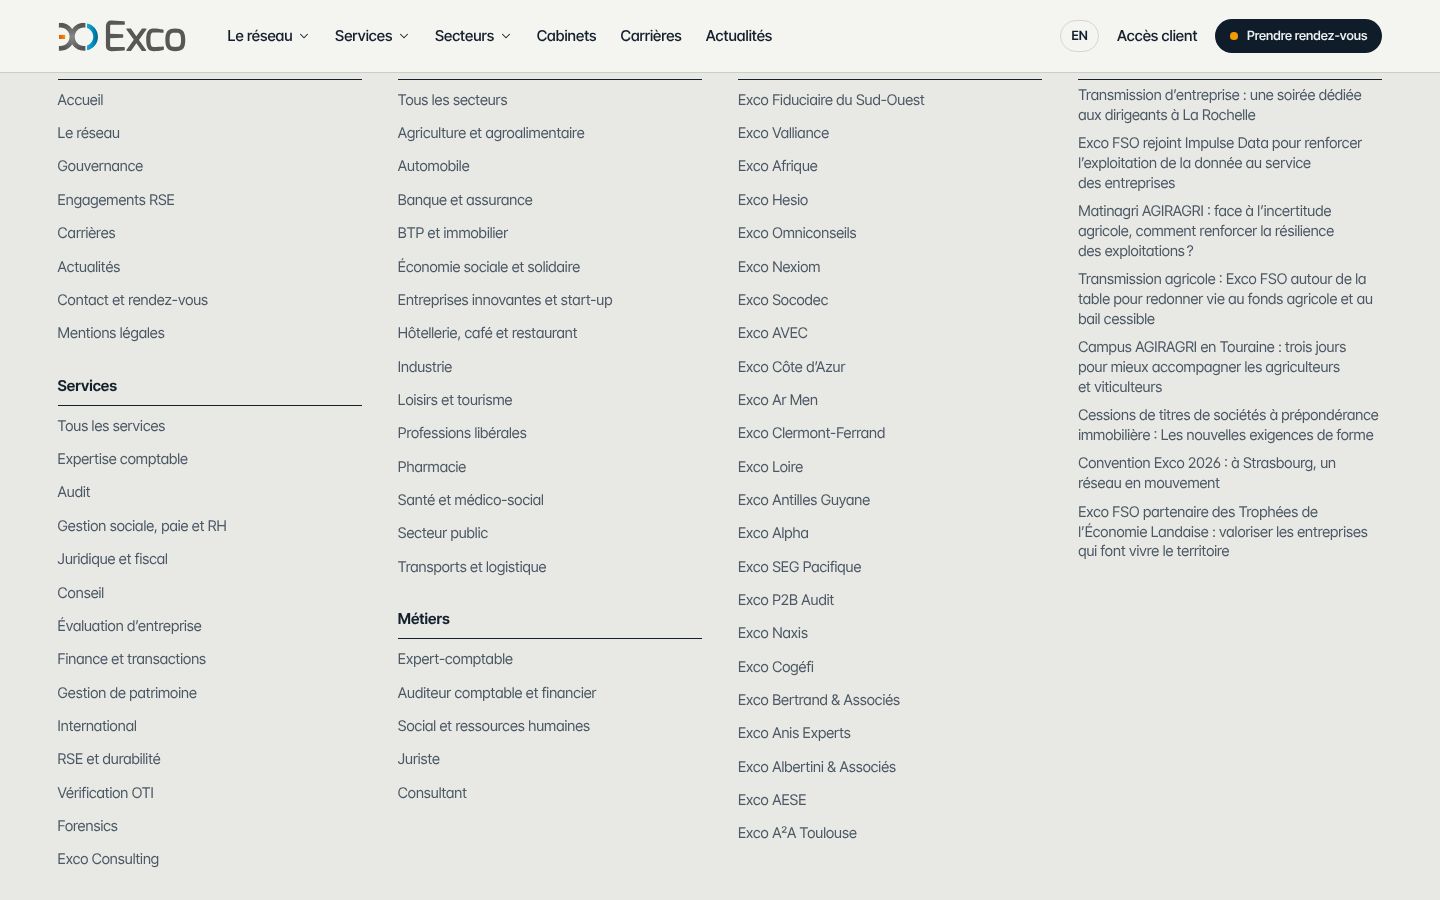 Exco
Le réseau
Services
Secteurs
Cabinets
Carrières
Actualités
EN
Accès client
Prendre rendez-vous
Accueil
Le réseau
Gouvernance
Engagements RSE
Carrières
Actualités
Contact et rendez-vous
Mentions légales
Services
Tous les services
Expertise comptable
Audit
Gestion sociale, paie et RH
Juridique et fiscal
Conseil
Évaluation d’entreprise
Finance et transactions
Gestion de patrimoine
International
RSE et durabilité
Vérification OTI
Forensics
Exco Consulting
Tous les secteurs
Agriculture et agroalimentaire
Automobile
Banque et assurance
BTP et immobilier
Économie sociale et solidaire
Entreprises innovantes et start-up
Hôtellerie, café et restaurant
Industrie
Loisirs et tourisme
Professions libérales
Pharmacie
Santé et médico-social
Secteur public
Transports et logistique
Métiers
Expert-comptable
Auditeur comptable et financier
Social et ressources humaines
Juriste
Consultant
Exco Fiduciaire du Sud-Ouest
Exco Valliance
Exco Afrique
Exco Hesio
Exco Omniconseils
Exco Nexiom
Exco Socodec
Exco AVEC
Exco Côte d’Azur
Exco Ar Men
Exco Clermont-Ferrand
Exco Loire
Exco Antilles Guyane
Exco Alpha
Exco SEG Pacifique
Exco P2B Audit
Exco Naxis
Exco Cogéfi
Exco Bertrand & Associés
Exco Anis Experts
Exco Albertini & Associés
Exco AESE
Exco A²A Toulouse
Transmission d’entreprise : une soirée dédiée
aux dirigeants à La Rochelle
Exco FSO rejoint Impulse Data pour renforcer
l’exploitation de la donnée au service
des entreprises
Matinagri AGIRAGRI : face à l’incertitude
agricole, comment renforcer la résilience
des exploitations ?
Transmission agricole : Exco FSO autour de la
table pour redonner vie au fonds agricole et au
bail cessible
Campus AGIRAGRI en Touraine : trois jours
pour mieux accompagner les agriculteurs
et viticulteurs
Cessions de titres de sociétés à prépondérance
immobilière : Les nouvelles exigences de forme
Convention Exco 2026 : à Strasbourg, un
réseau en mouvement
Exco FSO partenaire des Trophées de
l’Économie Landaise : valoriser les entreprises
qui font vivre le territoire